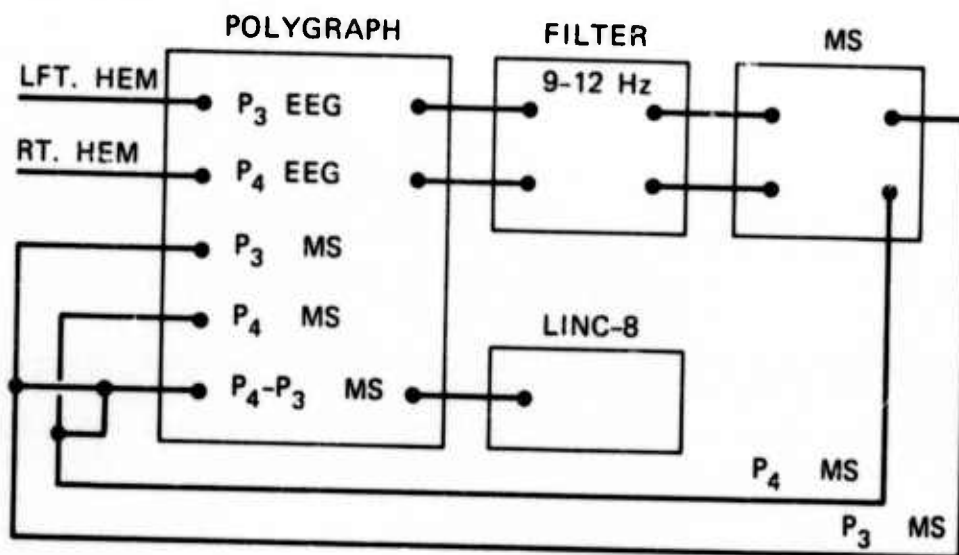 POLYGRAPH
FILTER
MS
LFT. HEM
P3 EEG
9-12 Hz
RT. HEM
P4 EEG
P3 MS
P4 MS
LINC-8
P4-P3 MS
P4 MS
P3 MS